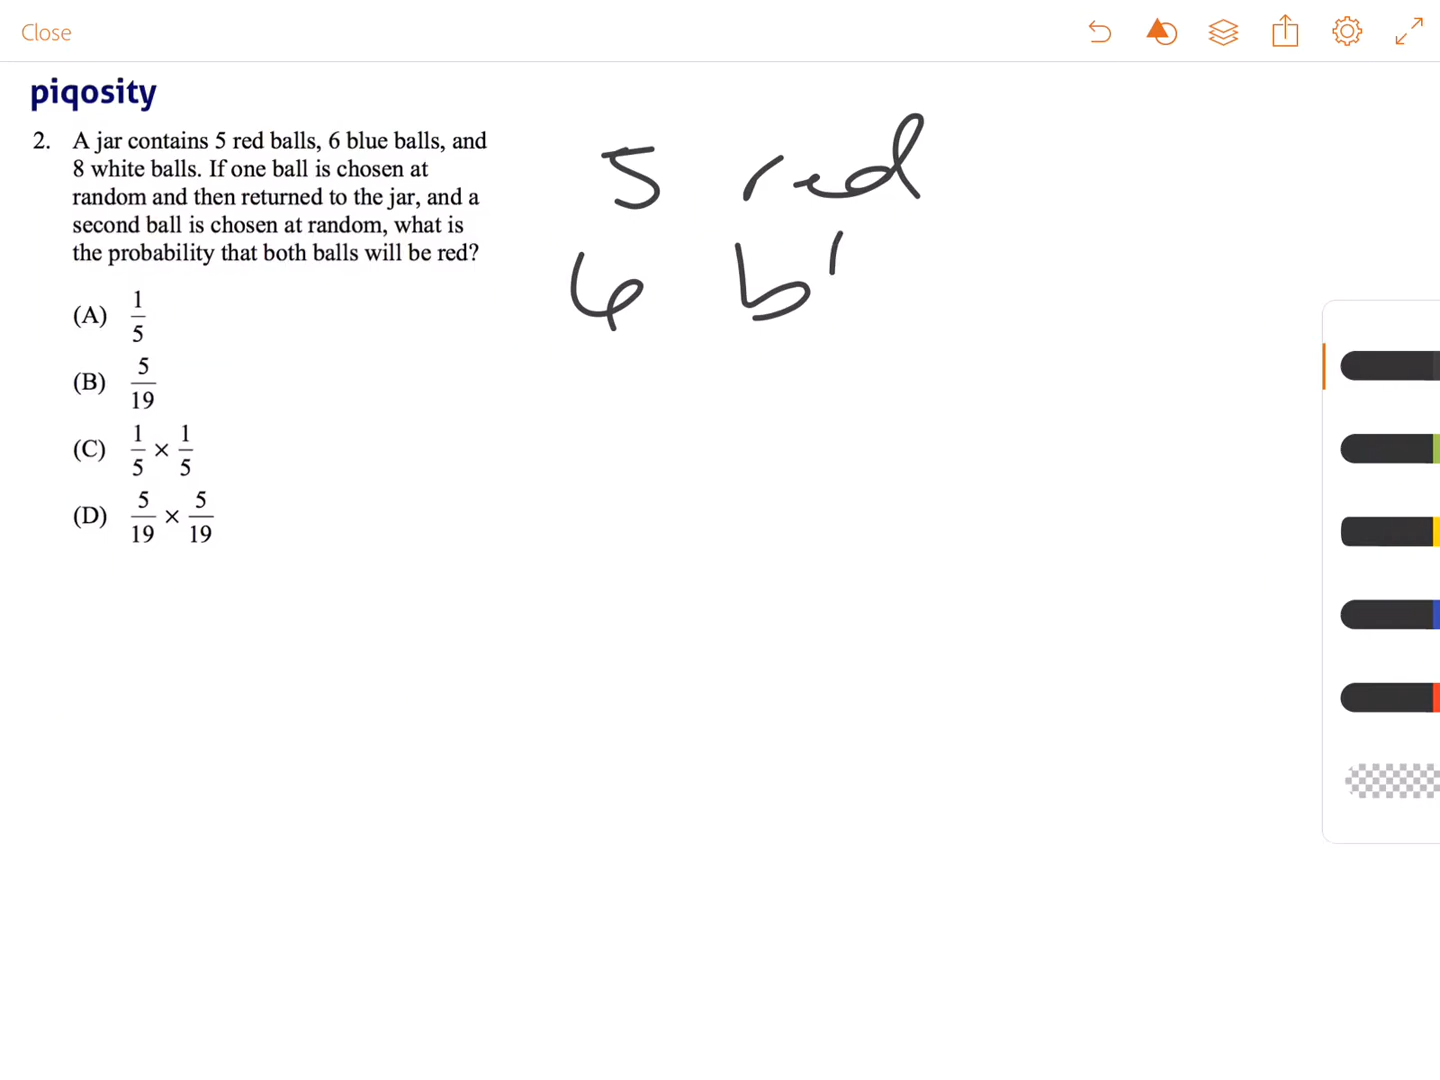 Close
piqosity
2. A jar contains 5 red balls, 6 blue balls, and
8 white balls. If one ball is chosen at
random and then returned to the jar, and a
second ball is chosen at random, what is
the probability that both balls will be red?
(A) 1/5
(B) 5/19
(C) 1/5 × 1/5
(D) 5/19 × 5/19
5 red
6 bl